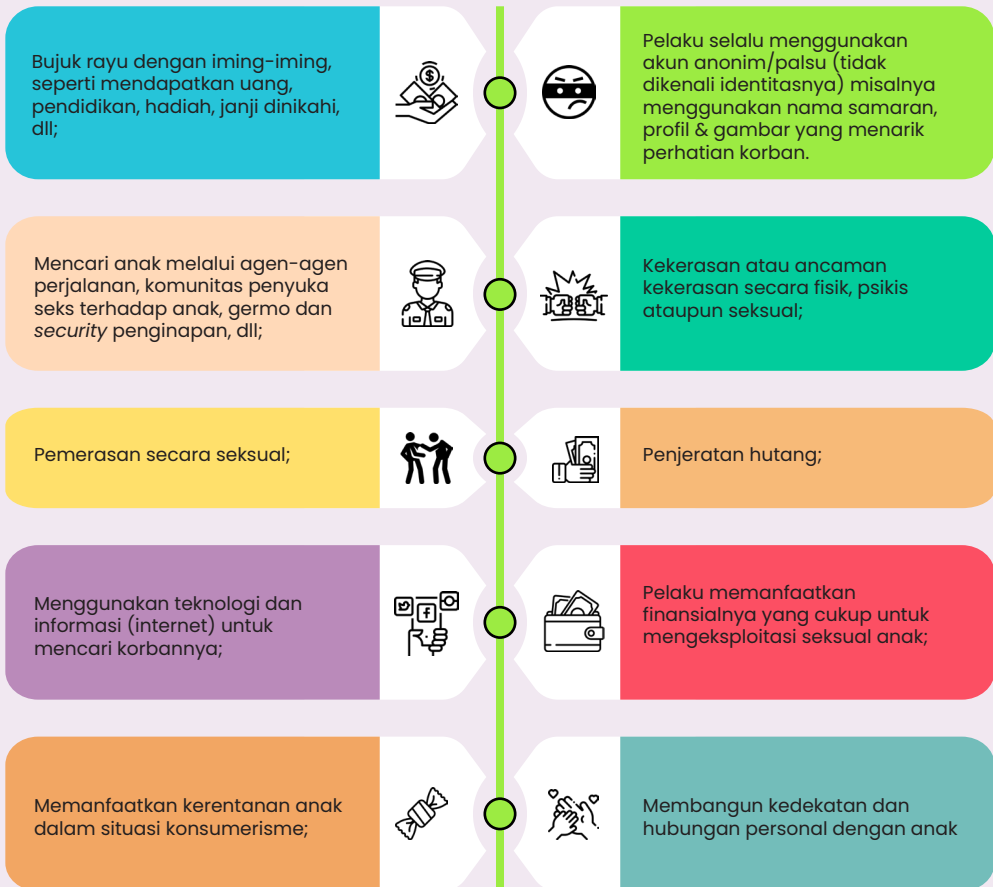 Bujuk rayu dengan iming-iming,
seperti mendapatkan uang,
pendidikan, hadiah, janji dinikahi,
dll;
Pelaku selalu menggunakan
akun anonim/palsu (tidak
dikenali identitasnya) misalnya
menggunakan nama samaran,
profil & gambar yang menarik
perhatian korban.
Mencari anak melalui agen-agen
perjalanan, komunitas penyuka
seks terhadap anak, germo dan
security penginapan, dll;
Kekerasan atau ancaman
kekerasan secara fisik, psikis
ataupun seksual;
Pemerasan secara seksual;
Penjeratan hutang;
Menggunakan teknologi dan
informasi (internet) untuk
mencari korbannya;
Pelaku memanfaatkan
finansialnya yang cukup untuk
mengeksploitasi seksual anak;
Memanfaatkan kerentanan anak
dalam situasi konsumerisme;
Membangun kedekatan dan
hubungan personal dengan anak